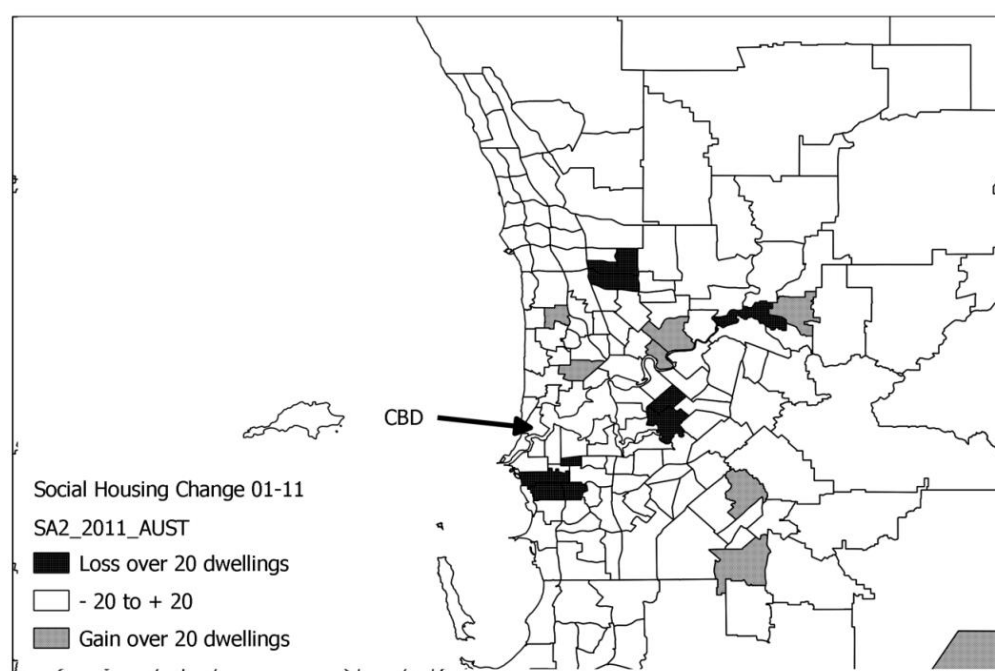 CBD
Social Housing Change 01-11
SA2_2011_AUST
Loss over 20 dwellings
- 20 to + 20
Gain over 20 dwellings